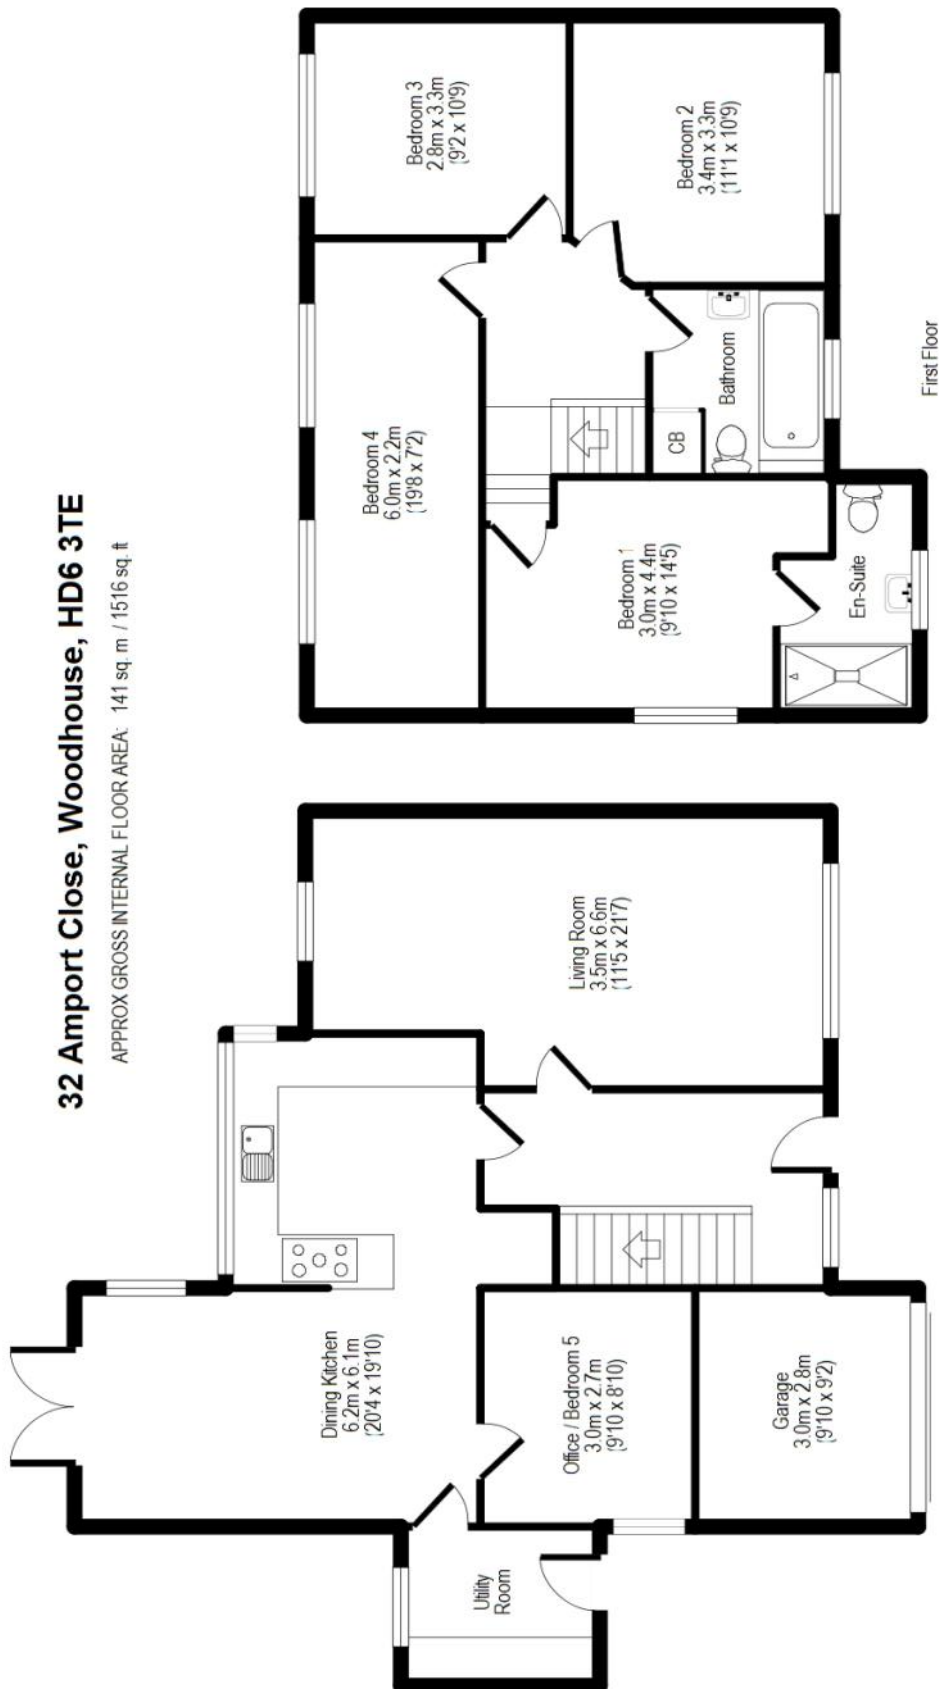 32 Amport Close, Woodhouse, HD6 3TE
APPROX GROSS INTERNAL FLOOR AREA: 141 sq. m / 1516 sq. ft
Utility
Room
Dining Kitchen
6.2m x 6.1m
(20'4 x 19'10)
Office / Bedroom 5
3.0m x 2.7m
(9'10 x 8'10)
Garage
3.0m x 2.8m
(9'10 x 9'2)
Living Room
3.5m x 6.6m
(11'5 x 21'7)
Bedroom 4
6.0m x 2.2m
(19'8 x 7'2)
Bedroom 3
2.8m x 3.3m
(9'2 x 10'9)
Bedroom 1
3.0m x 4.4m
(9'10 x 14'5)
CB
Bathroom
Bedroom 2
3.4m x 3.3m
(11'1 x 10'9)
En-Suite
First Floor